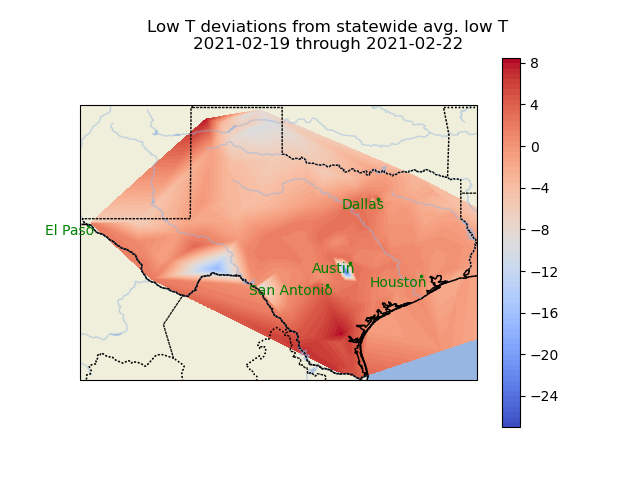 Low T deviations from statewide avg. low T
2021-02-19 through 2021-02-22
8
4
0
−4
−8
−12
−16
−20
−24
Dallas
El Paso
Austin
Houston
San Antonio